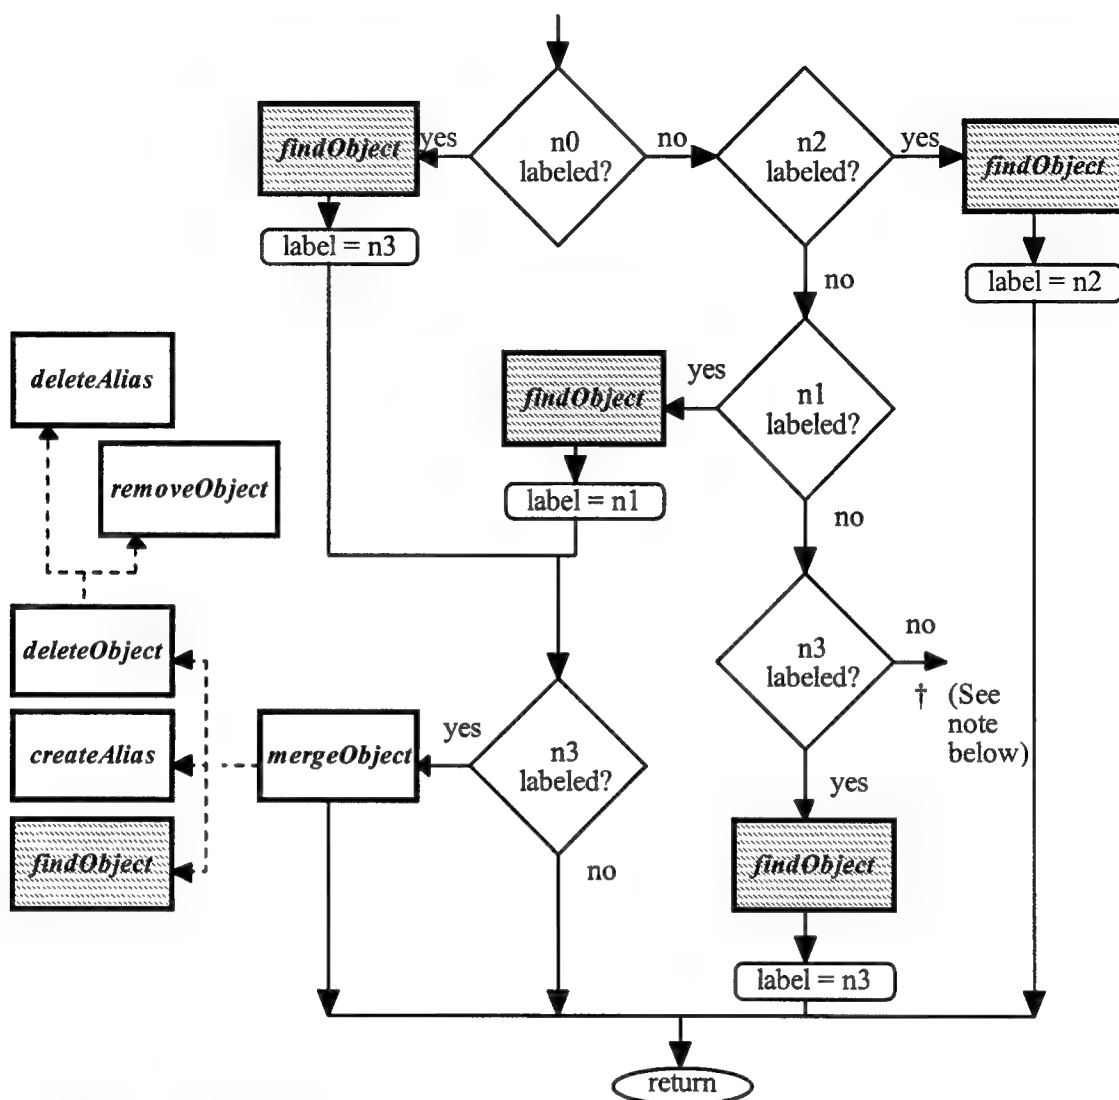 n0
labeled?
yes
no
n2
labeled?
yes
findObject
findObject
label = n3
label = n2
no
deleteAlias
removeObject
findObject
yes
n1
labeled?
label = n1
no
deleteObject
createAlias
findObject
mergeObject
yes
n3
labeled?
no
n3
labeled?
no
† (See
note
below)
yes
findObject
label = n3
return